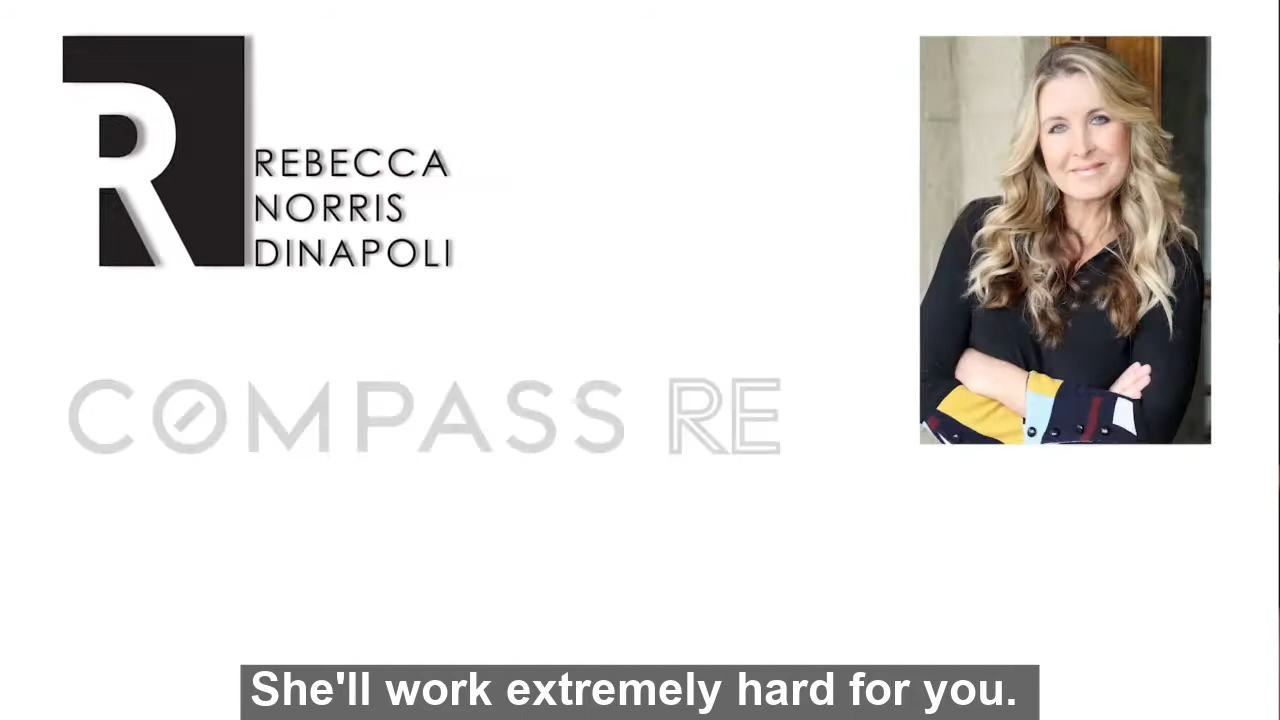 R
REBECCA
NORRIS
DINAPOLI
COMPASS RE
She'll work extremely hard for you.